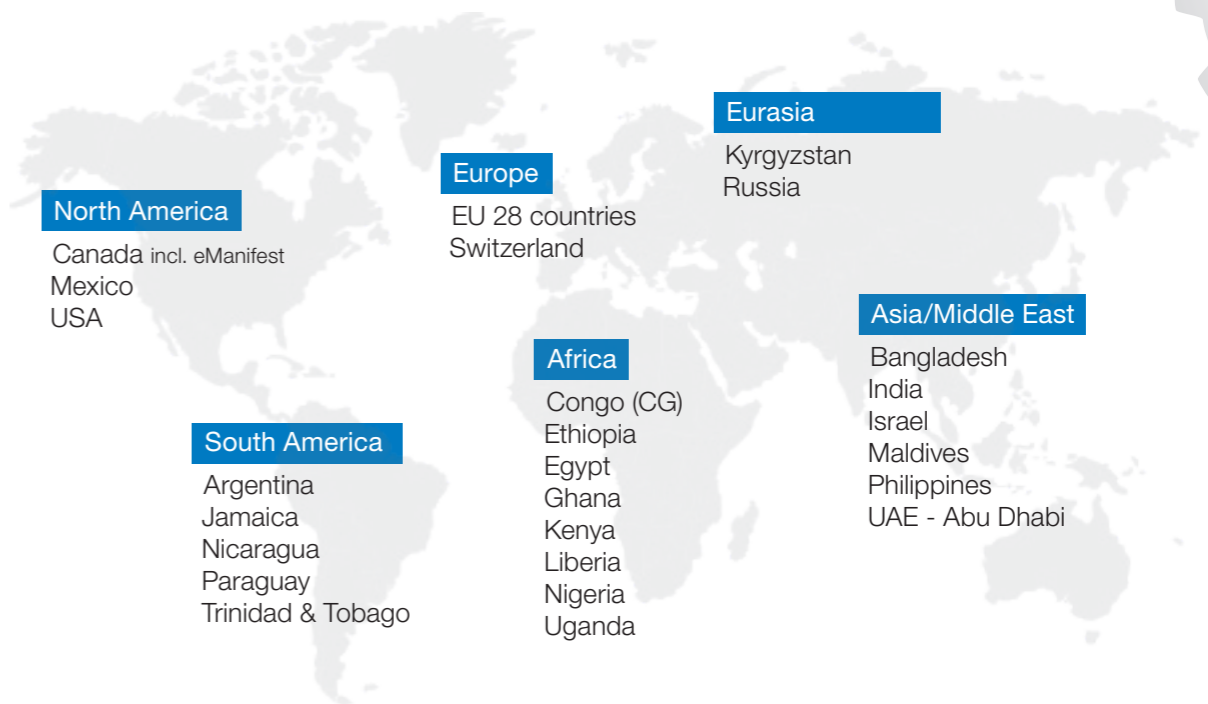 North America
Canada incl. eManifest
Mexico
USA
South America
Argentina
Jamaica
Nicaragua
Paraguay
Trinidad & Tobago
Europe
EU 28 countries
Switzerland
Africa
Congo (CG)
Ethiopia
Egypt
Ghana
Kenya
Liberia
Nigeria
Uganda
Eurasia
Kyrgyzstan
Russia
Asia/Middle East
Bangladesh
India
Israel
Maldives
Philippines
UAE - Abu Dhabi